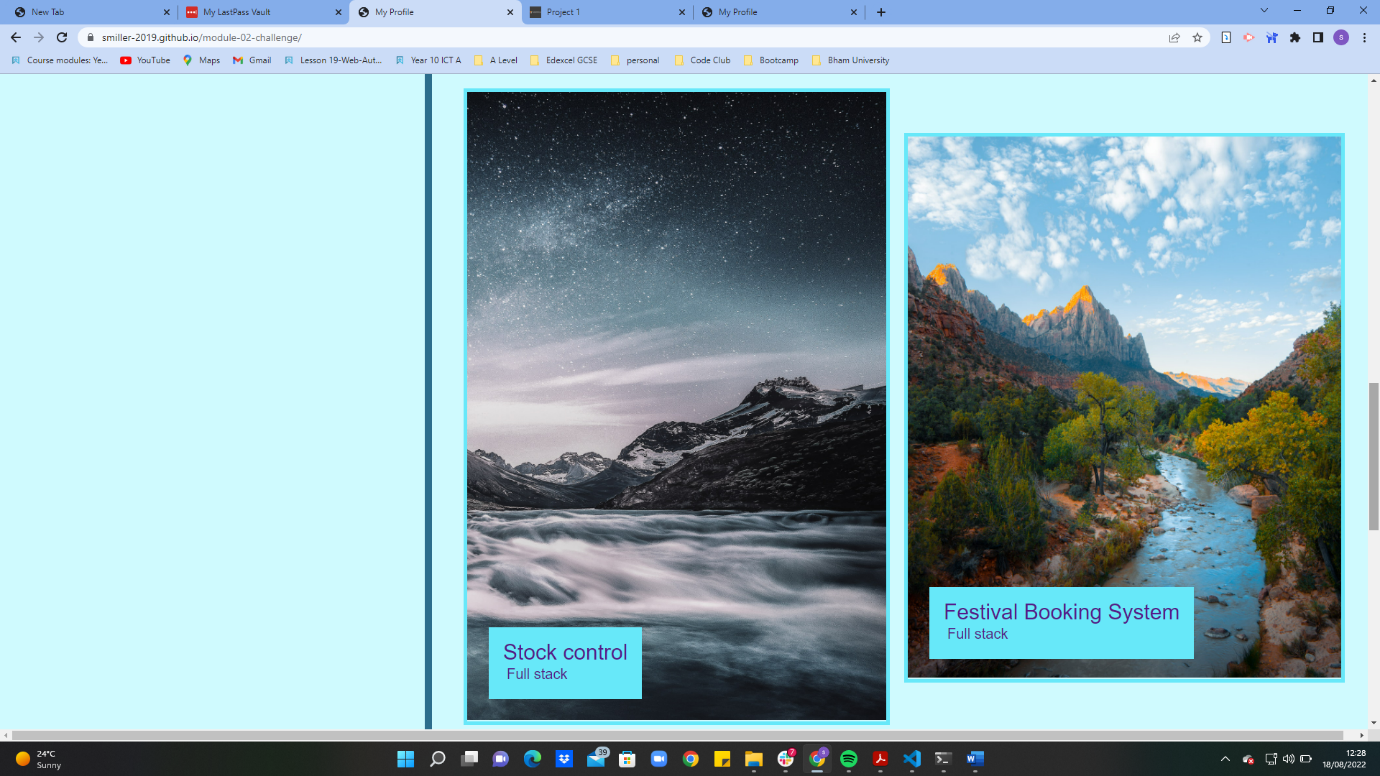 New Tab
My LastPass Vault
My Profile
Project 1
My Profile
smiller-2019.github.io/module-02-challenge/
S
Course modules: Ye...
YouTube
Maps
Gmail
Lesson 19-Web-Aut...
Year 10 ICT A
A Level
Edexcel GCSE
personal
Code Club
Bootcamp
Bham University
Stock control
Full stack
Festival Booking System
Full stack
24°C
Sunny
39
7
12:28
18/08/2022